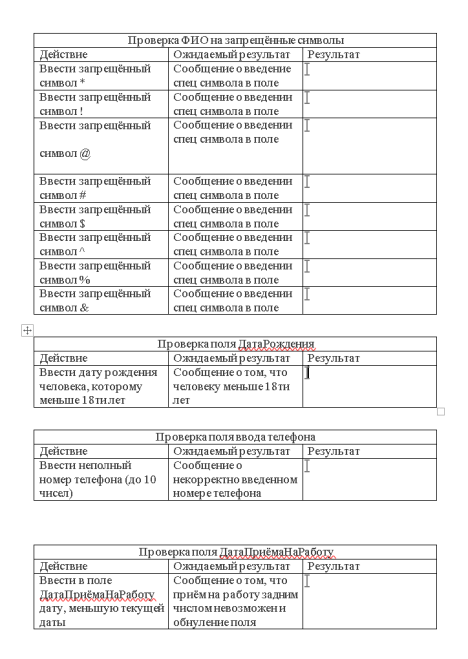 Проверка ФИО на запрещённые символы
Действие Ожидаемый результат Результат
Ввести запрещённый Сообщение о введение
символ * спец символа в поле
Ввести запрещённый Сообщение о введении
символ ! спец символа в поле
Ввести запрещённый Сообщение о введении
спец символа в поле
символ @
Ввести запрещённый Сообщение о введении
символ # спец символа в поле
Ввести запрещённый Сообщение о введении
символ $ спец символа в поле
Ввести запрещённый Сообщение о введении
символ ^ спец символа в поле
Ввести запрещённый Сообщение о введении
символ % спец символа в поле
Ввести запрещённый Сообщение о введении
символ & спец символа в поле
Проверка поля ДатаРождения
Действие Ожидаемый результат Результат
Ввести дату рождения Сообщение о том, что
человека, которому человеку меньше 18ти
меньше 18ти лет лет
Проверка поля ввода телефона
Действие Ожидаемый результат Результат
Ввести неполный Сообщение о
номер телефона (до 10 некорректно введенном
чисел) номере телефона
Проверка поля ДатаПриёмаНаРаботу
Действие Ожидаемый результат Результат
Ввести в поле Сообщение о том, что
ДатаПриёмаНаРаботу приём на работу задним
дату, меньшую текущей числом невозможен и
даты обнуление поля